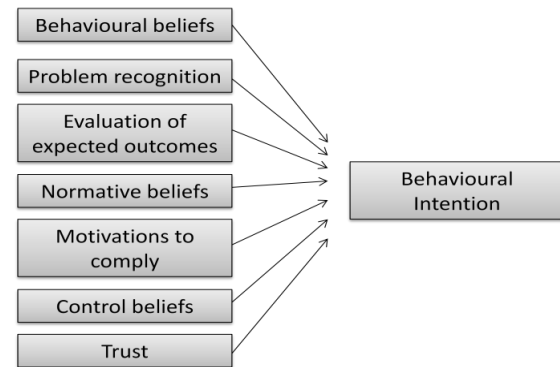 Behavioural beliefs
Problem recognition
Evaluation of
expected outcomes
Normative beliefs
Motivations to
comply
Control beliefs
Trust
Behavioural
Intention